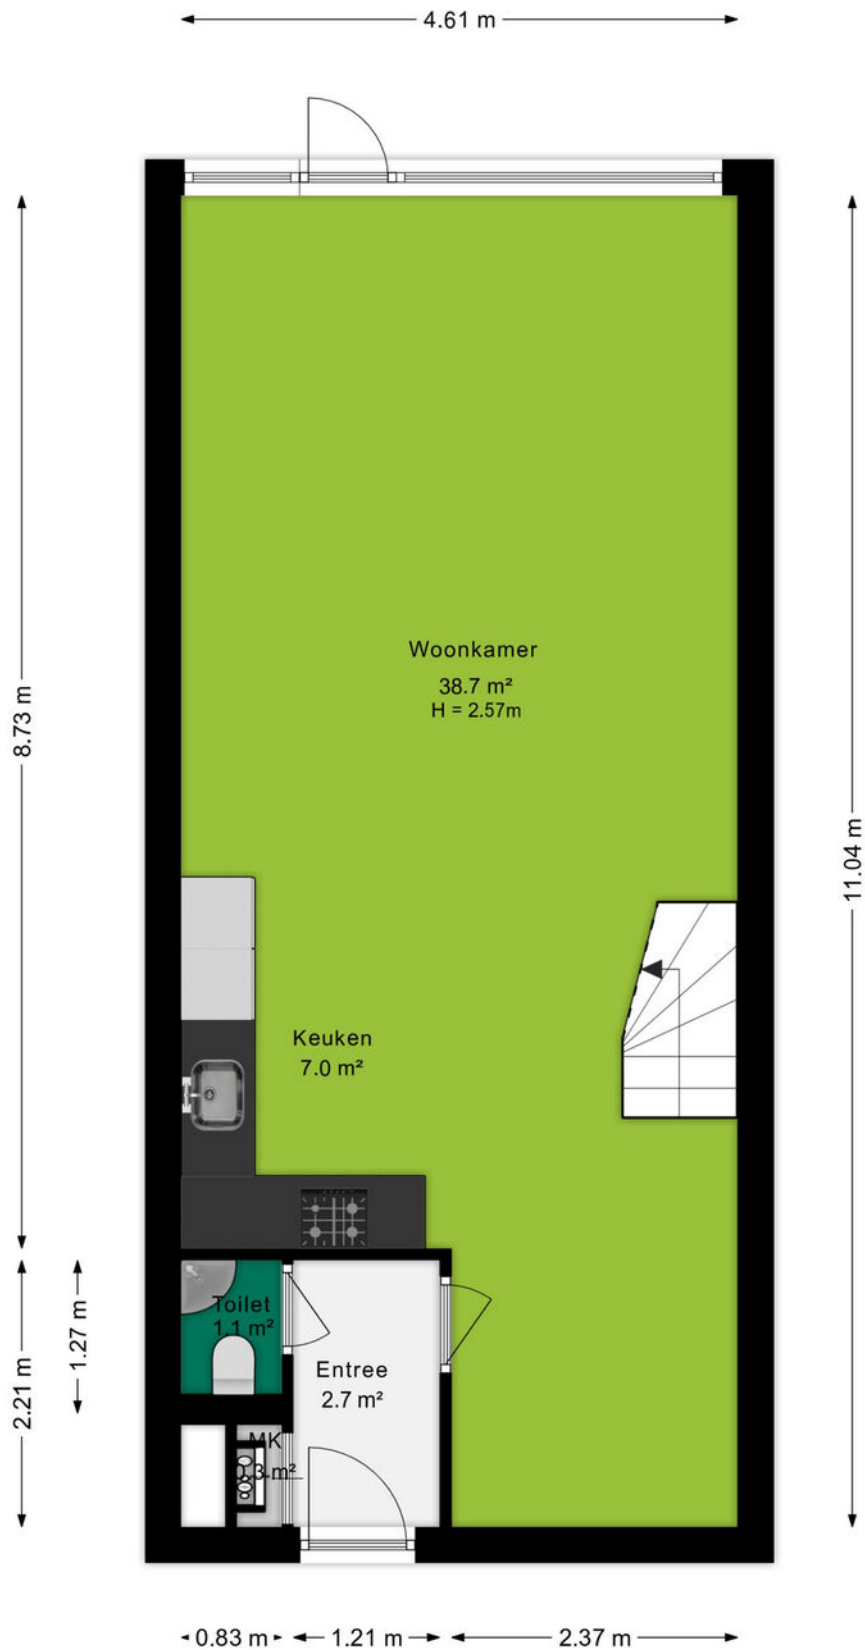 4.61 m
Woonkamer
38.7 m²
H = 2.57m
8.73 m
11.04 m
Keuken
7.0 m²
Toilet
1.1 m²
1.27 m
2.21 m
Entree
2.7 m²
MK
0.3 m²
0.83 m
1.21 m
2.37 m